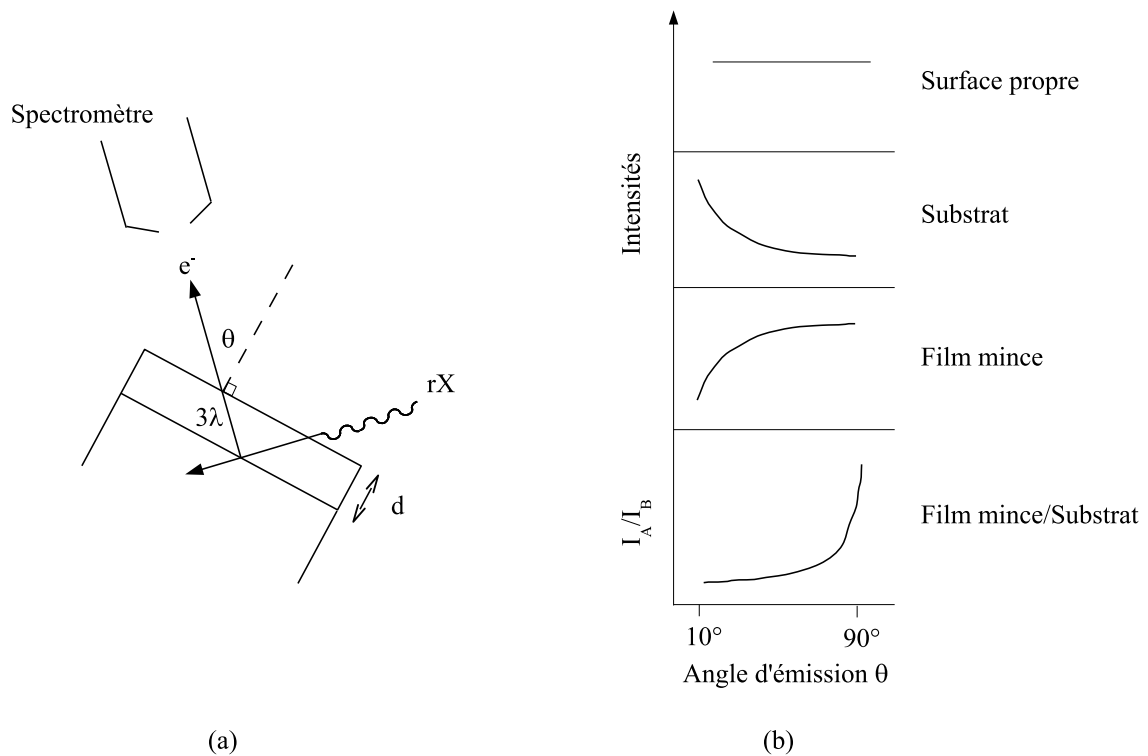 Spectromètre
e-
θ
3λ
rX
d
(a)
Intensités
Surface propre
Substrat
Film mince
I_A/I_B
Film mince/Substrat
10°
90°
Angle d'émission θ
(b)